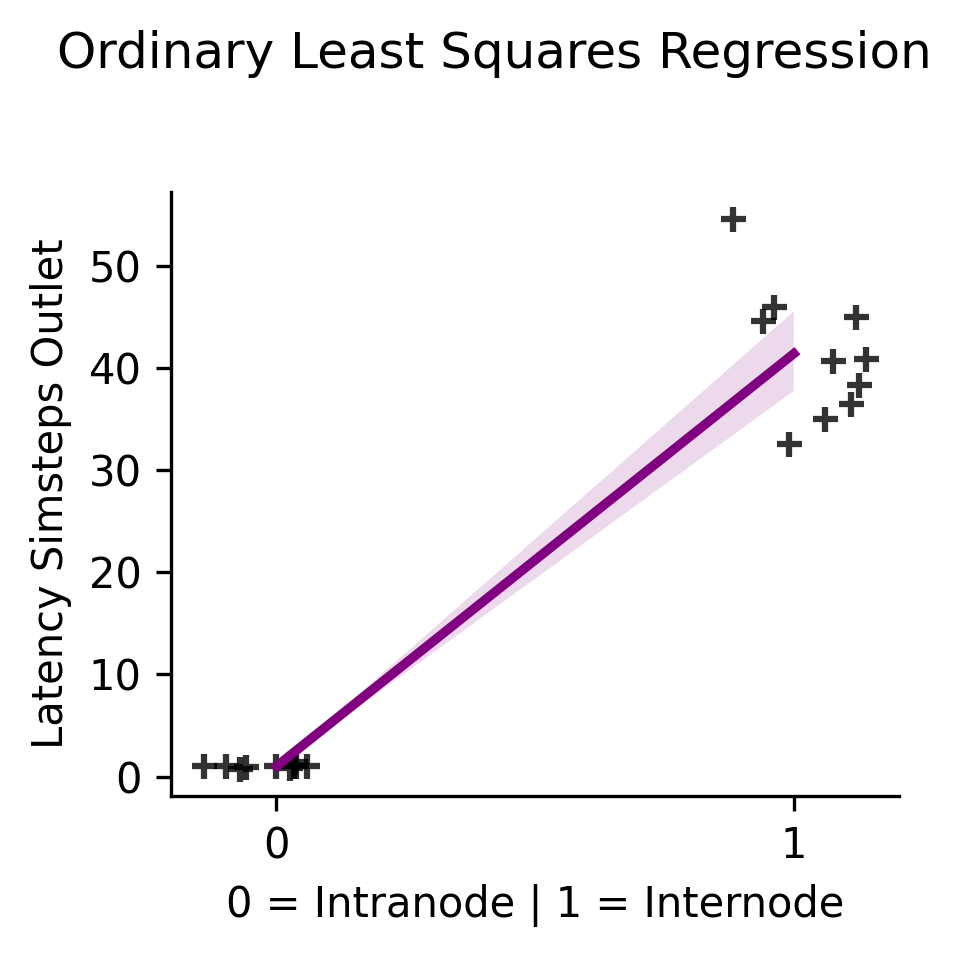 Ordinary Least Squares Regression
Latency Simsteps Outlet
50
40
30
20
10
0
0 1
0 = Intranode | 1 = Internode